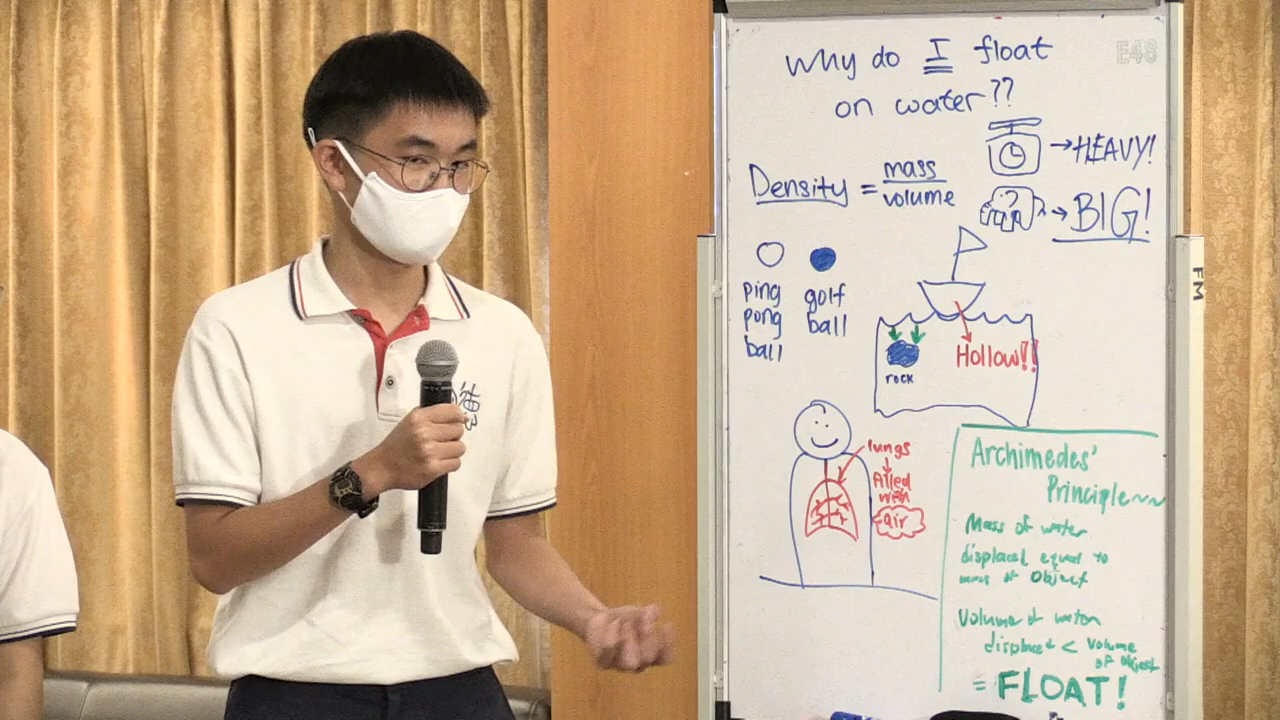 Why do I float
on water??
E48
→HEAVY!
Density = mass
volume
→BIG!
ping
pong
ball
golf
ball
Hollow!!
rock
lungs
filled
with
air
Archimedes'
Principle~~
Mass of water
displaced equal to
mass of Object
Volume of water
displaced < volume
of object
= FLOAT!
FM